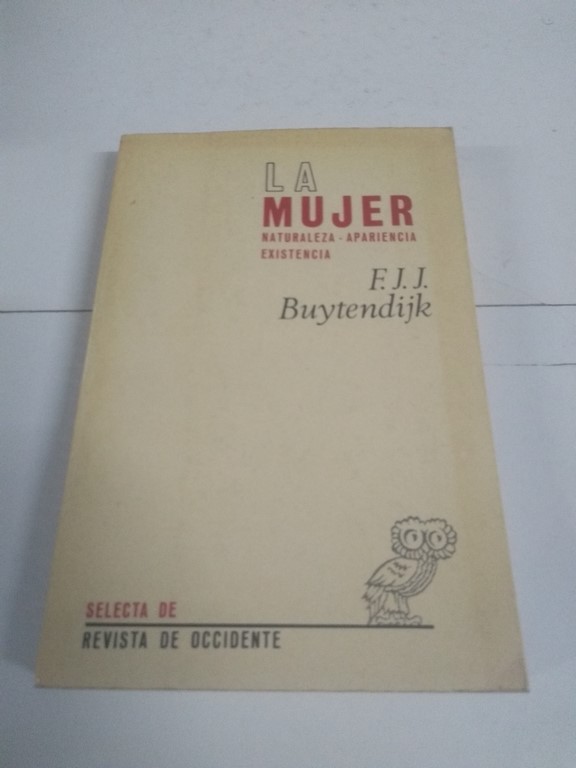 LA
MUJER
NATURALEZA - APARIENCIA
EXISTENCIA
F. J. J.
Buytendijk
SELECTA DE
REVISTA DE OCCIDENTE